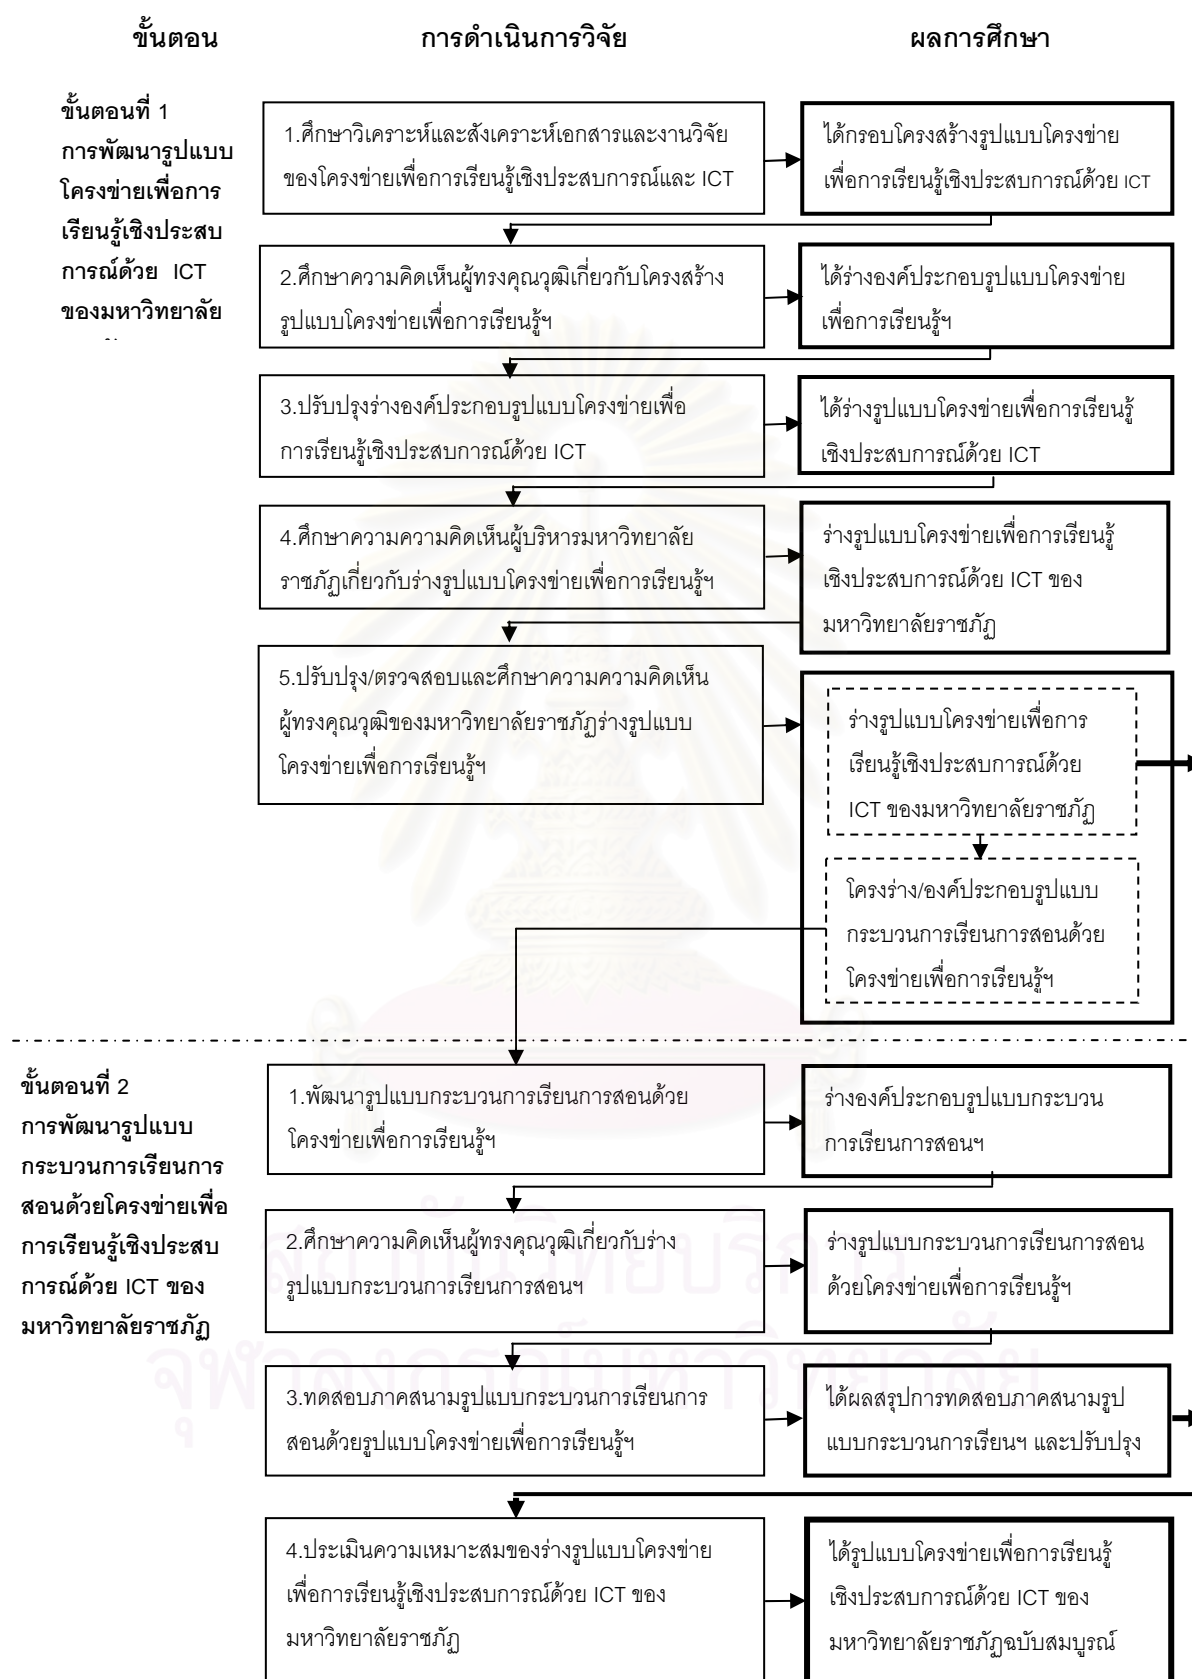 ขั้นตอน
การดำเนินการวิจัย
ผลการศึกษา
ขั้นตอนที่ 1
การพัฒนารูปแบบ
โครงข่ายเพื่อการ
เรียนรู้เชิงประสบ
การณ์ด้วย ICT
ของมหาวิทยาลัย
1.ศึกษาวิเคราะห์และสังเคราะห์เอกสารและงานวิจัย
ของโครงข่ายเพื่อการเรียนรู้เชิงประสบการณ์และ ICT
ได้กรอบโครงสร้างรูปแบบโครงข่าย
เพื่อการเรียนรู้เชิงประสบการณ์ด้วย ICT
2.ศึกษาความคิดเห็นผู้ทรงคุณวุฒิเกี่ยวกับโครงสร้าง
รูปแบบโครงข่ายเพื่อการเรียนรู้ฯ
ได้ร่างองค์ประกอบรูปแบบโครงข่าย
เพื่อการเรียนรู้ฯ
3.ปรับปรุงร่างองค์ประกอบรูปแบบโครงข่ายเพื่อ
การเรียนรู้เชิงประสบการณ์ด้วย ICT
ได้ร่างรูปแบบโครงข่ายเพื่อการเรียนรู้
เชิงประสบการณ์ด้วย ICT
4.ศึกษาความความคิดเห็นผู้บริหารมหาวิทยาลัย
ราชภัฏเกี่ยวกับร่างรูปแบบโครงข่ายเพื่อการเรียนรู้ฯ
ร่างรูปแบบโครงข่ายเพื่อการเรียนรู้
เชิงประสบการณ์ด้วย ICT ของ
มหาวิทยาลัยราชภัฏ
5.ปรับปรุง/ตรวจสอบและศึกษาความความคิดเห็น
ผู้ทรงคุณวุฒิของมหาวิทยาลัยราชภัฏร่างรูปแบบ
โครงข่ายเพื่อการเรียนรู้ฯ
ร่างรูปแบบโครงข่ายเพื่อการ
เรียนรู้เชิงประสบการณ์ด้วย
ICT ของมหาวิทยาลัยราชภัฏ
โครงร่าง/องค์ประกอบรูปแบบ
กระบวนการเรียนการสอนด้วย
โครงข่ายเพื่อการเรียนรู้ฯ
ขั้นตอนที่ 2
การพัฒนารูปแบบ
กระบวนการเรียนการ
สอนด้วยโครงข่ายเพื่อ
การเรียนรู้เชิงประสบ
การณ์ด้วย ICT ของ
มหาวิทยาลัยราชภัฏ
1.พัฒนารูปแบบกระบวนการเรียนการสอนด้วย
โครงข่ายเพื่อการเรียนรู้ฯ
ร่างองค์ประกอบรูปแบบกระบวน
การเรียนการสอนฯ
2.ศึกษาความคิดเห็นผู้ทรงคุณวุฒิเกี่ยวกับร่าง
รูปแบบกระบวนการเรียนการสอนฯ
ร่างรูปแบบกระบวนการเรียนการสอน
ด้วยโครงข่ายเพื่อการเรียนรู้ฯ
3.ทดสอบภาคสนามรูปแบบกระบวนการเรียนการ
สอนด้วยรูปแบบโครงข่ายเพื่อการเรียนรู้ฯ
ได้ผลสรุปการทดสอบภาคสนามรูป
แบบกระบวนการเรียนฯ และปรับปรุง
4.ประเมินความเหมาะสมของร่างรูปแบบโครงข่าย
เพื่อการเรียนรู้เชิงประสบการณ์ด้วย ICT ของ
มหาวิทยาลัยราชภัฏ
ได้รูปแบบโครงข่ายเพื่อการเรียนรู้
เชิงประสบการณ์ด้วย ICT ของ
มหาวิทยาลัยราชภัฏฉบับสมบูรณ์
สถาบันวิทยบริการ
จุฬาลงกรณ์มหาวิทยาลัย